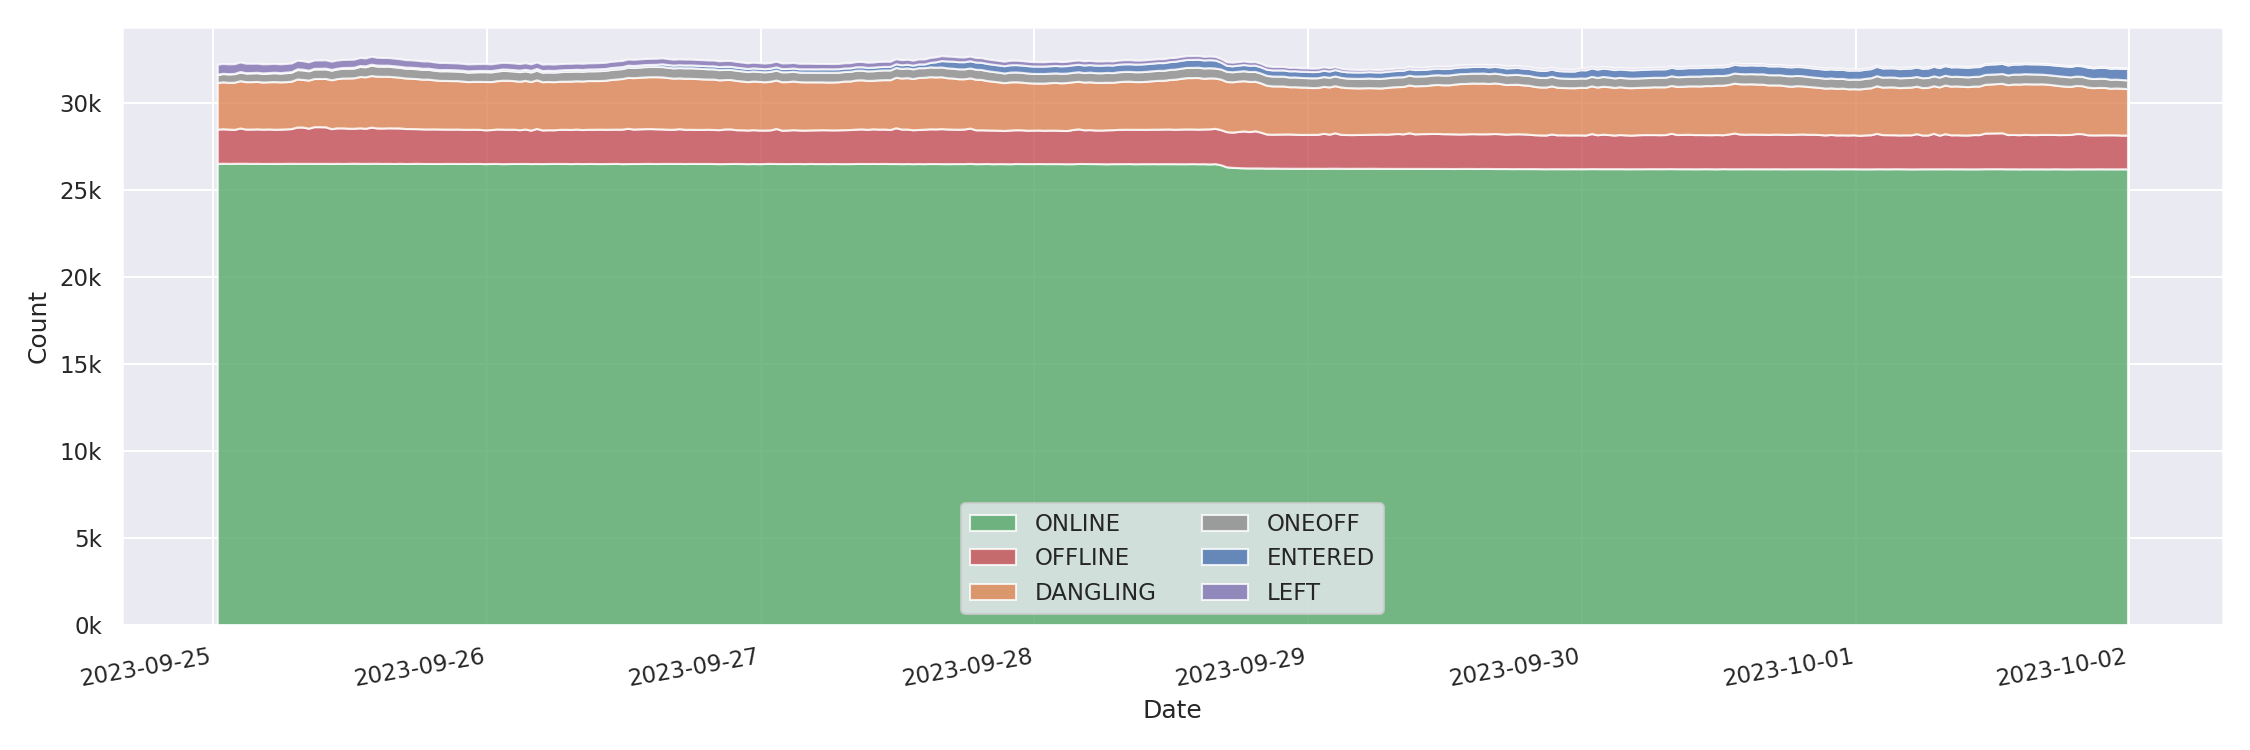 30k
25k
20k
15k
10k
5k
0k
Count
ONLINE
OFFLINE
DANGLING
ONEOFF
ENTERED
LEFT
2023-09-25
2023-09-26
2023-09-27
2023-09-28
2023-09-29
2023-09-30
2023-10-01
2023-10-02
Date